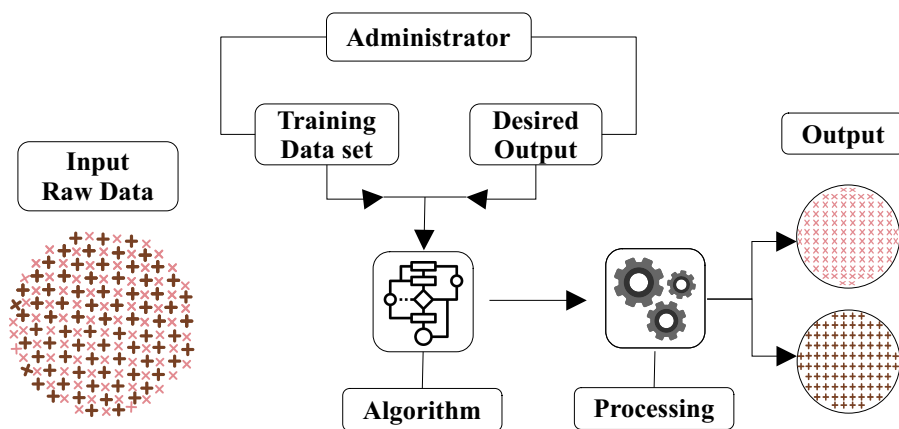 Administrator
Training
Data set
Desired
Output
Input
Raw Data
Output
Algorithm
Processing